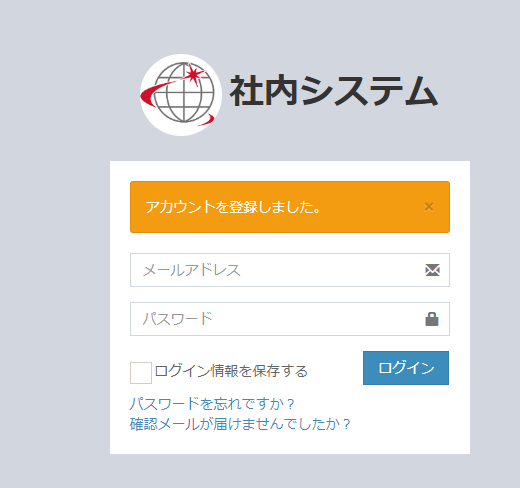 社内システム
アカウントを登録しました。
×
メールアドレス
パスワード
ログイン情報を保存する
ログイン
パスワードを忘れですか？
確認メールが届けませんでしたか？